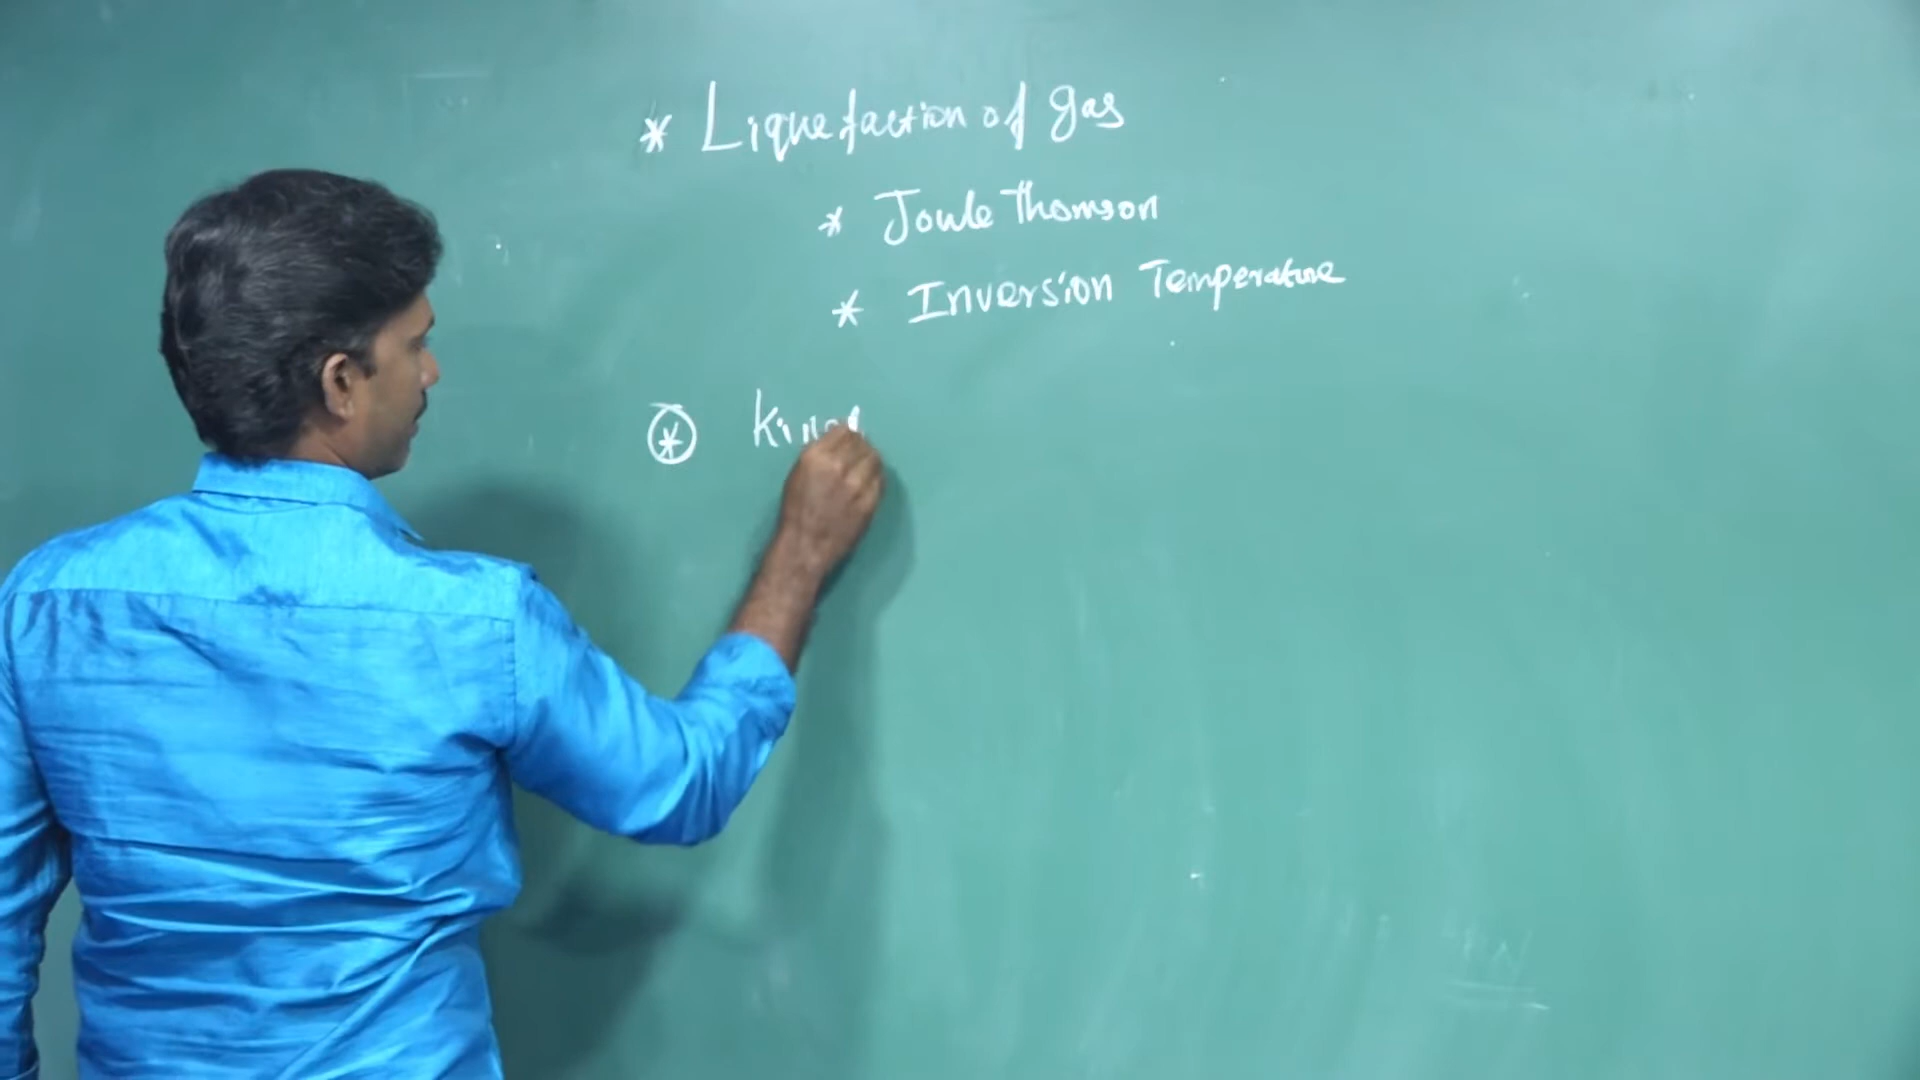 * Liquefaction of gas
* Joule Thomson
* Inversion Temperature